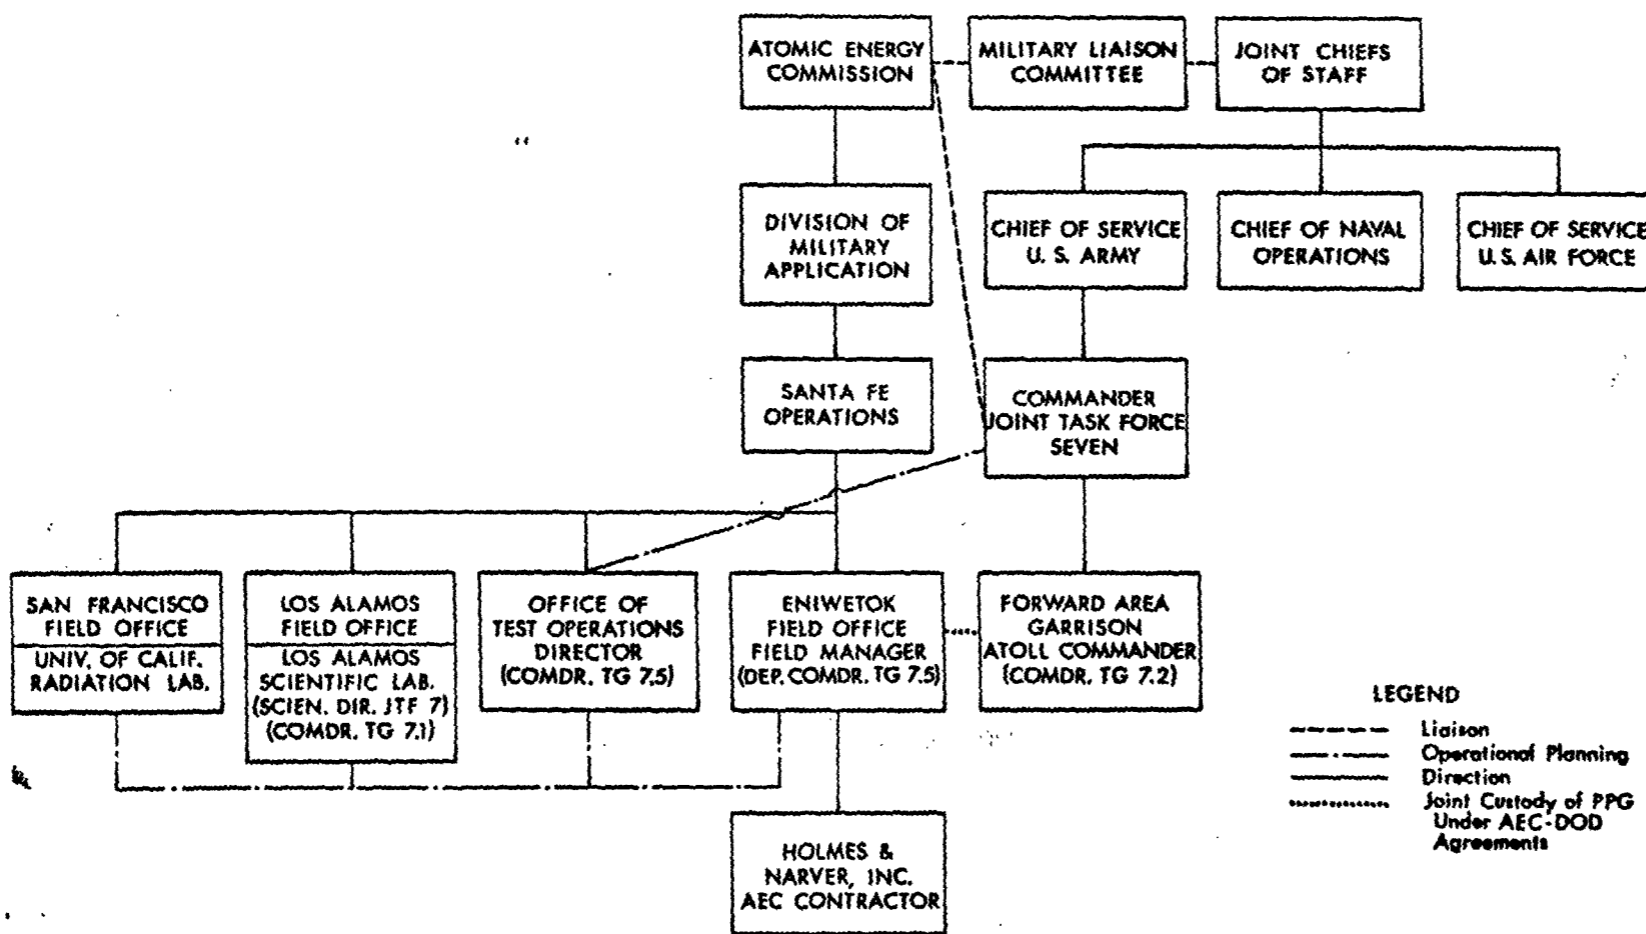 ATOMIC ENERGY
COMMISSION
MILITARY LIAISON
COMMITTEE
JOINT CHIEFS
OF STAFF
DIVISION OF
MILITARY
APPLICATION
CHIEF OF SERVICE
U. S. ARMY
CHIEF OF NAVAL
OPERATIONS
CHIEF OF SERVICE
U. S. AIR FORCE
SANTA FE
OPERATIONS
COMMANDER
JOINT TASK FORCE
SEVEN
SAN FRANCISCO
FIELD OFFICE
UNIV. OF CALIF.
RADIATION LAB.
LOS ALAMOS
FIELD OFFICE
LOS ALAMOS
SCIENTIFIC LAB.
(SCIEN. DIR. JTF 7)
(COMDR. TG 7.1)
OFFICE OF
TEST OPERATIONS
DIRECTOR
(COMDR. TG 7.5)
ENIWETOK
FIELD OFFICE
FIELD MANAGER
(DEP. COMDR. TG 7.5)
FORWARD AREA
GARRISON
ATOLL COMMANDER
(COMDR. TG 7.2)
HOLMES &
NARVER, INC.
AEC CONTRACTOR
LEGEND
Liaison
Operational Planning
Direction
Joint Custody of PPG
Under AEC-DOD
Agreements